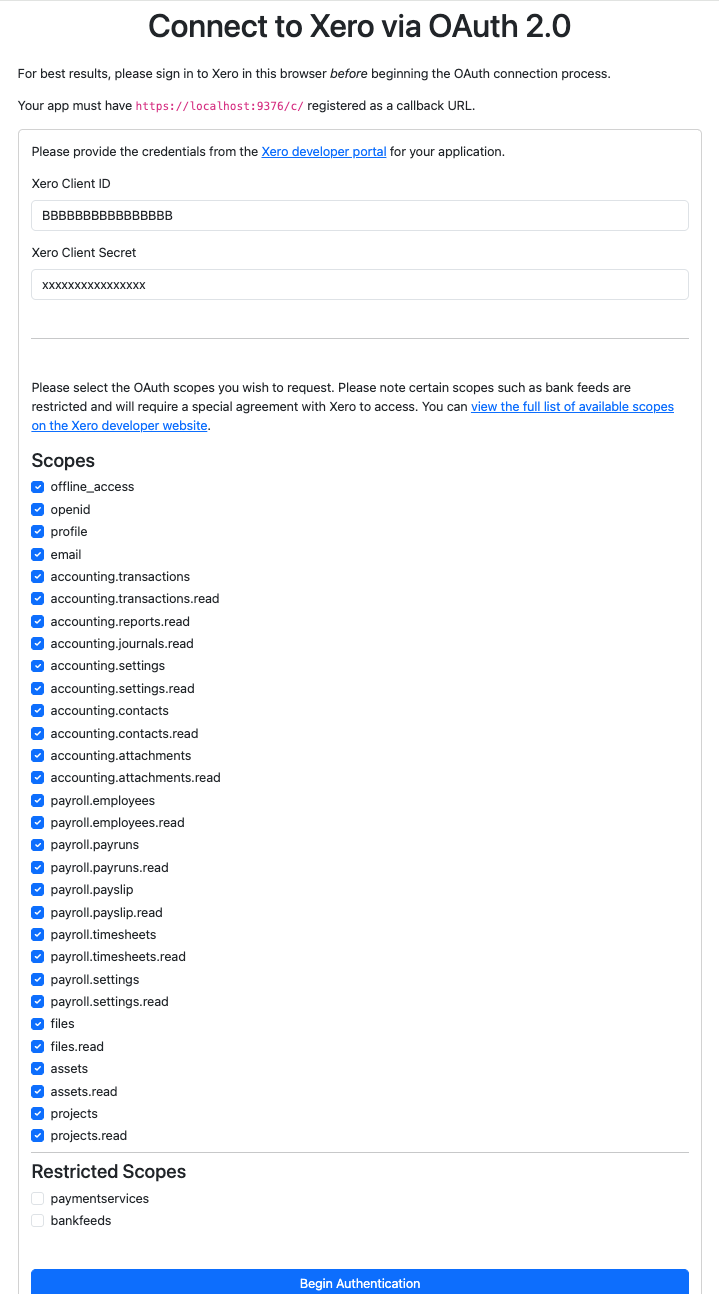 Connect to Xero via OAuth 2.0
For best results, please sign in to Xero in this browser before beginning the OAuth connection process.
Your app must have https://localhost:9376/c/ registered as a callback URL.
Please provide the credentials from the Xero developer portal for your application.
Xero Client ID
BBBBBBBBBBBBBBBB
Xero Client Secret
xxxxxxxxxxxxxxxx
Please select the OAuth scopes you wish to request. Please note certain scopes such as bank feeds are
restricted and will require a special agreement with Xero to access. You can view the full list of available scopes
on the Xero developer website.
Scopes
offline_access
openid
profile
email
accounting.transactions
accounting.transactions.read
accounting.reports.read
accounting.journals.read
accounting.settings
accounting.settings.read
accounting.contacts
accounting.contacts.read
accounting.attachments
accounting.attachments.read
payroll.employees
payroll.employees.read
payroll.payruns
payroll.payruns.read
payroll.payslip
payroll.payslip.read
payroll.timesheets
payroll.timesheets.read
payroll.settings
payroll.settings.read
files
files.read
assets
assets.read
projects
projects.read
Restricted Scopes
paymentservices
bankfeeds
Begin Authentication